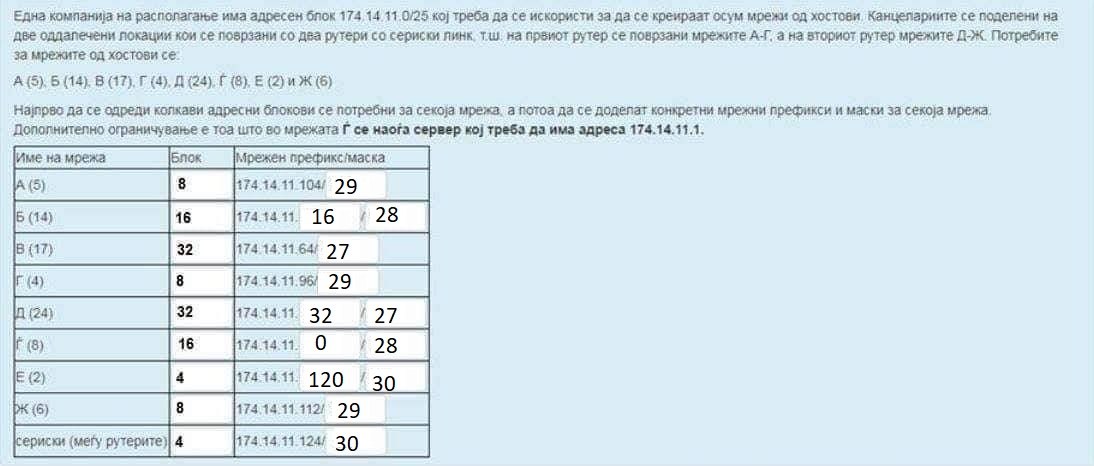 Една компанија на располагање има адресен блок 174.14.11.0/25 кој треба да се искористи за да се креираат осум мрежи од хостови. Канцелариите се поделени на
две оддалечени локации кои се поврзани со два рутери со сериски линк, т.ш. на првиот рутер се поврзани мрежите А-Г, а на вториот рутер мрежите Д-Ж. Потребите
за мрежите од хостови се:
А (5), Б (14), В (17), Г (4), Д (24), Ѓ (8), Е (2) и Ж (6)
Најпрво да се одреди колкави адресни блокови се потребни за секоја мрежа, а потоа да се доделат конкретни мрежни префикси и маски за секоја мрежа.
Дополнително ограничување е тоа што во мрежата Ѓ се наоѓа сервер кој треба да има адреса 174.14.11.1.
Име на мрежа Блок Мрежен префикс/маска
А (5) 8 174.14.11.104/ 29
Б (14) 16 174.14.11. 16 / 28
В (17) 32 174.14.11.64/ 27
Г (4) 8 174.14.11.96/ 29
Д (24) 32 174.14.11. 32 / 27
Ѓ (8) 16 174.14.11. 0 / 28
Е (2) 4 174.14.11. 120 / 30
Ж (6) 8 174.14.11.112/ 29
сериски (меѓу рутерите) 4 174.14.11.124/ 30